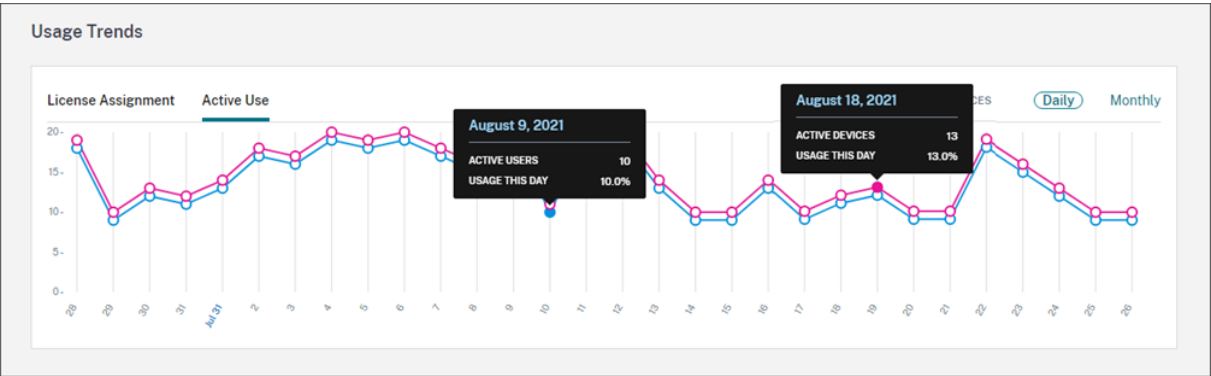 Usage Trends
License Assignment Active Use
CES Daily Monthly
August 9, 2021
ACTIVE USERS 10
USAGE THIS DAY 10.0%
August 18, 2021
ACTIVE DEVICES 13
USAGE THIS DAY 13.0%
20-
15-
10-
5-
0-
28 29 30 31 Jul 31 2 3 4 5 6 7 8 9 10 11 12 13 14 15 16 17 18 19 20 21 22 23 24 25 26